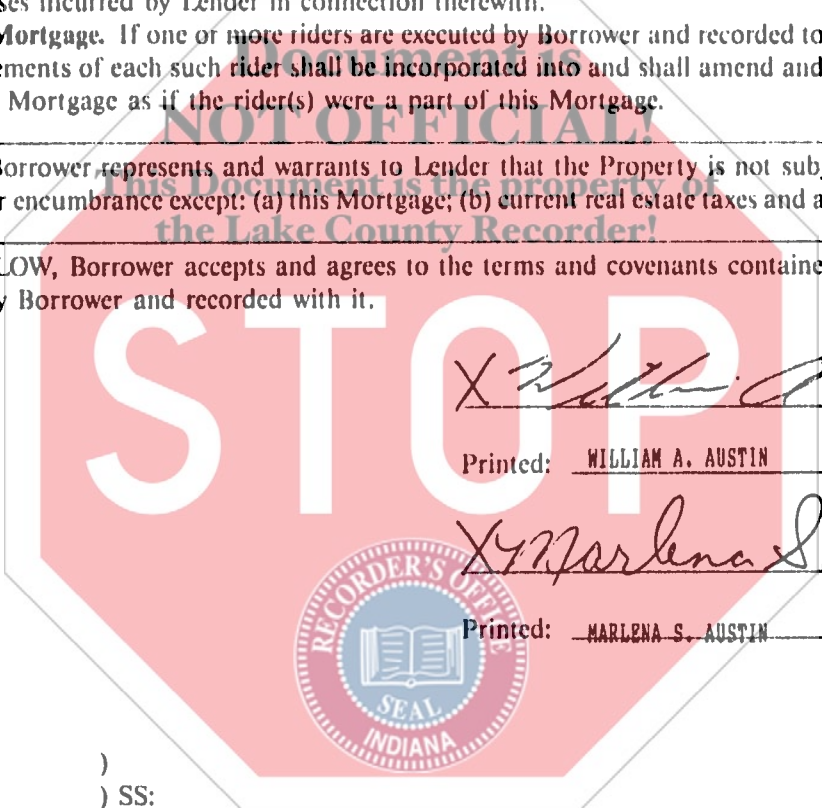 ses incurred by Lender in connection therewith.
Mortgage. If one or more riders are executed by Borrower and recorded to
ements of each such rider shall be incorporated into and shall amend and
Mortgage as if the rider(s) were a part of this Mortgage.
Document is
NOT OFFICIAL!
Borrower represents and warrants to Lender that the Property is not sub
r encumbrance except: (a) this Mortgage; (b) current real estate taxes and a
This Document is the property of
the Lake County Recorder!
LOW, Borrower accepts and agrees to the terms and covenants containe
y Borrower and recorded with it.
STOP
X William A
Printed: WILLIAM A. AUSTIN
X Marlena S
Printed: MARLENA S. AUSTIN
RECORDER'S OFFICE
SEAL
INDIANA
)
) SS: